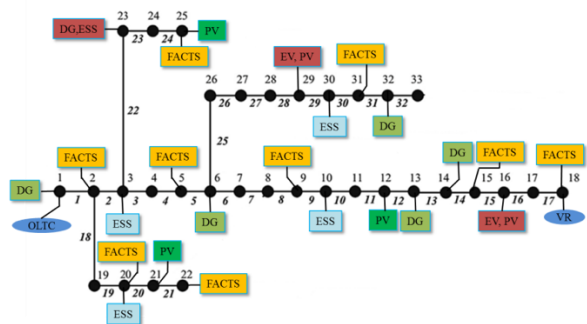 23 24 25
DG,ESS
PV
23 24
FACTS
26 27 28 29 30 31 32 33
EV, PV
FACTS
26 27 28 29 30 31 32
ESS
DG
22
25
FACTS
FACTS
FACTS
DG
FACTS
FACTS
DG
1 2 3 4 5 6 7 8 9 10 11 12 13 14 15 16 17 18
1 2 3 4 5 6 7 8 9 10 11 12 13 14 15 16 17
OLTC
ESS
DG
ESS
PV
DG
EV, PV
VR
18
FACTS
PV
19 20 21 22
FACTS
19 20 21
ESS